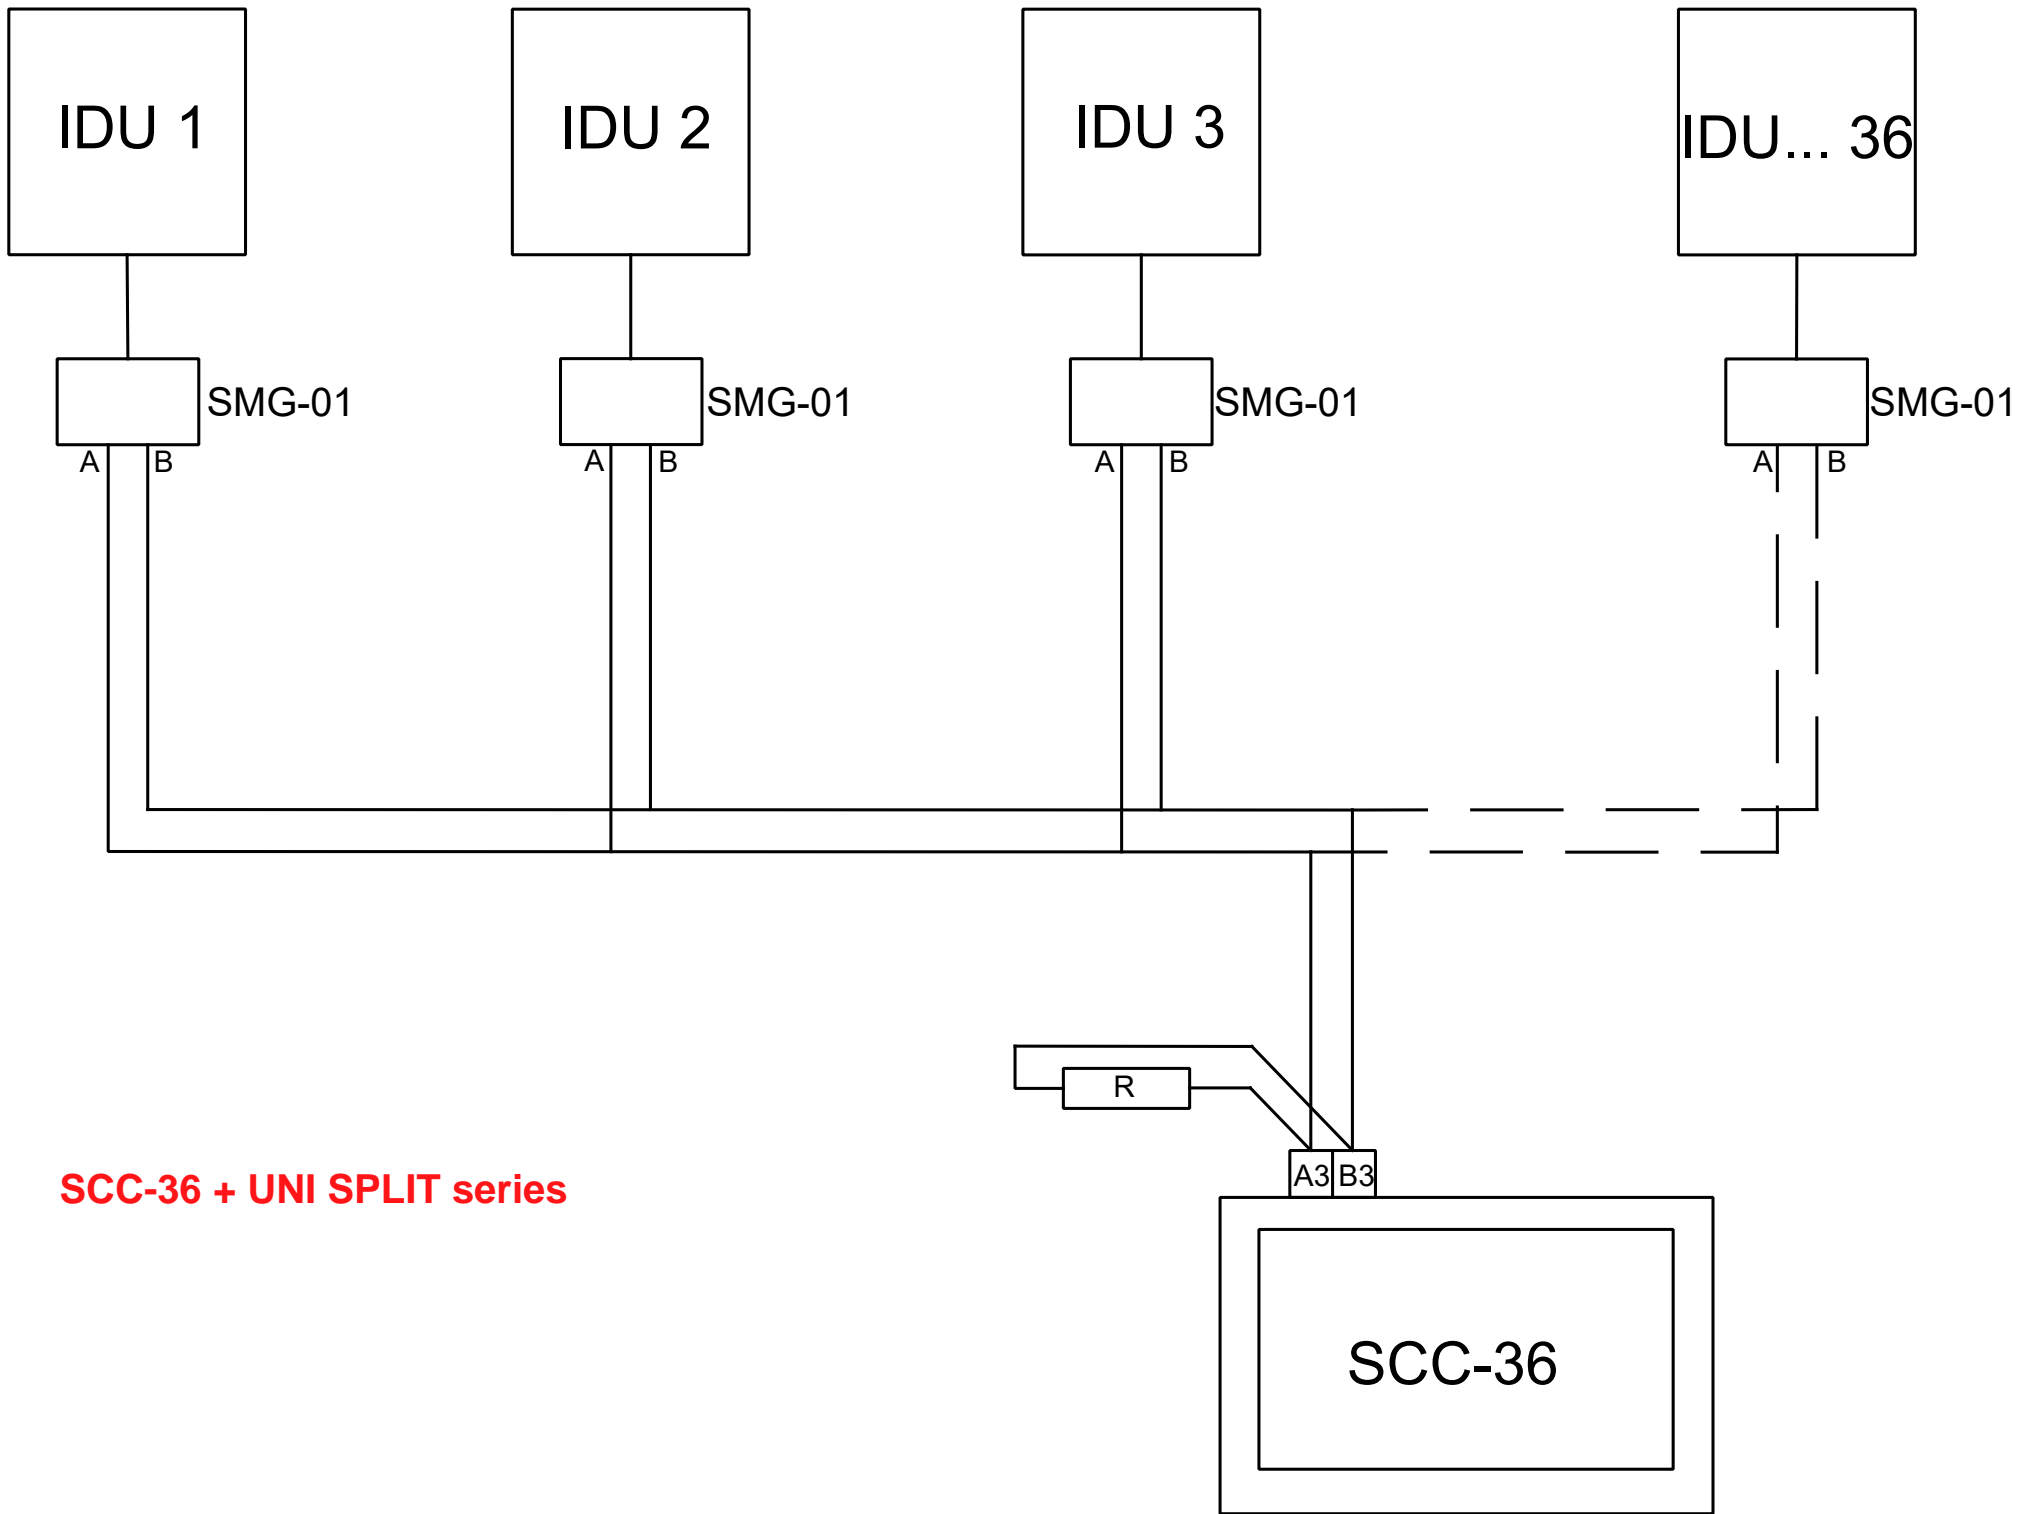 IDU 1
IDU 2
IDU 3
IDU... 36
SMG-01
SMG-01
SMG-01
SMG-01
A
B
A
B
A
B
A
B
R
A3
B3
SCC-36 + UNI SPLIT series
SCC-36